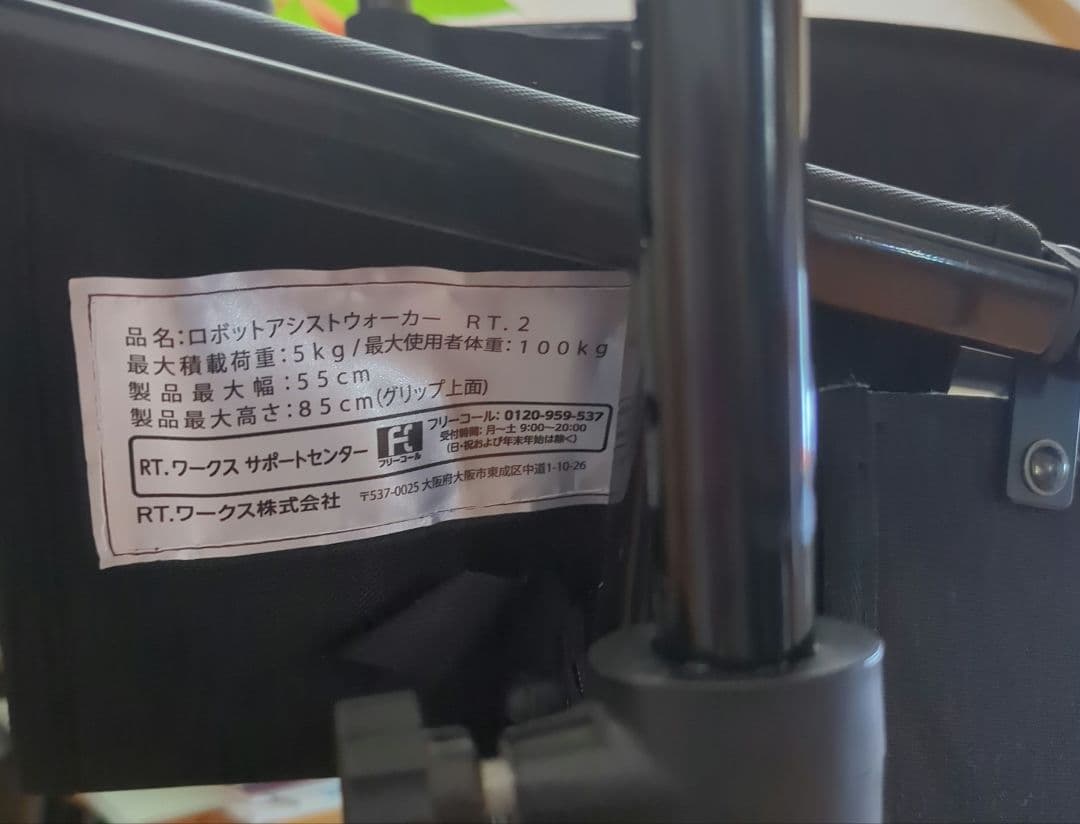 品名:ロボットアシストウォーカー RT.2
最大積載荷重:5kg/最大使用者体重:100kg
製品最大幅:55cm
製品最大高さ:85cm(グリップ上面)
RT.ワークス サポートセンター
フリーコール
フリーコール: 0120-959-537
受付時間: 月～土 9:00～20:00
(日・祝および年末年始は除く)
RT.ワークス株式会社 〒537-0025 大阪府大阪市東成区中道1-10-26